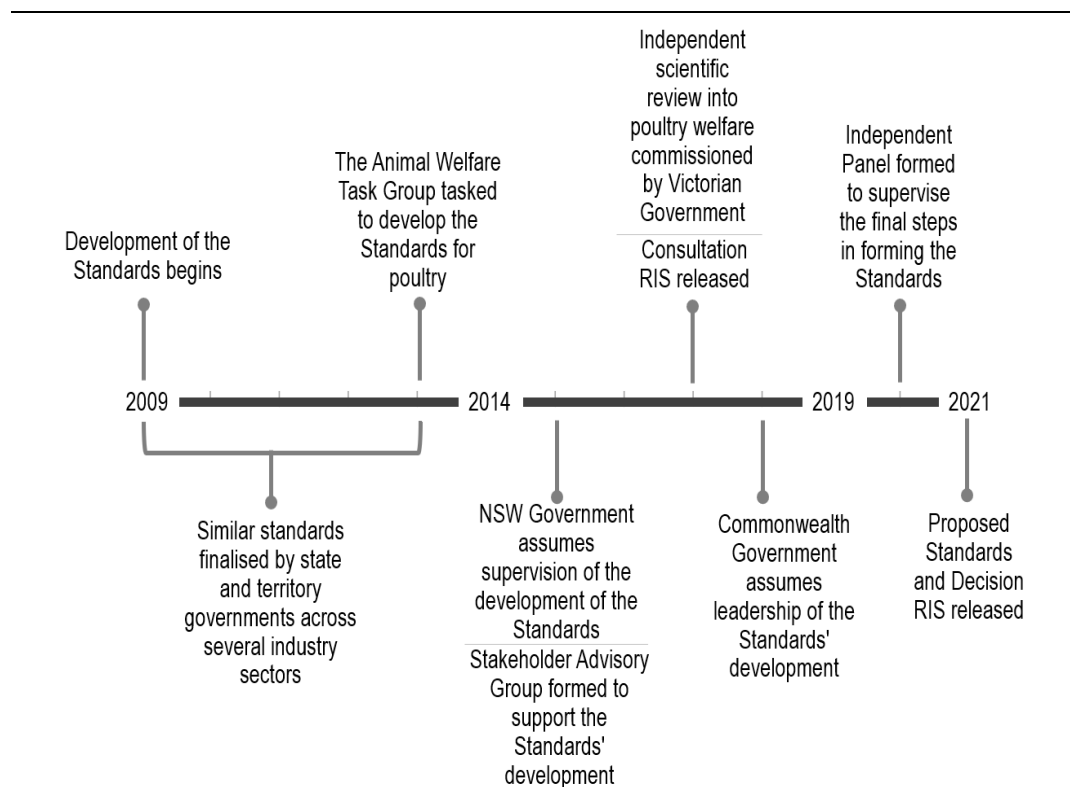 Development of the
Standards begins
The Animal Welfare
Task Group tasked
to develop the
Standards for
poultry
Independent
scientific
review into
poultry welfare
commissioned
by Victorian
Government
Consultation
RIS released
Independent
Panel formed
to supervise
the final steps
in forming the
Standards
2009
2014
2019
2021
Similar standards
finalised by state
and territory
governments across
several industry
sectors
NSW Government
assumes
supervision of the
development of the
Standards
Stakeholder Advisory
Group formed to
support the
Standards'
development
Commonwealth
Government
assumes
leadership of the
Standards'
development
Proposed
Standards
and Decision
RIS released